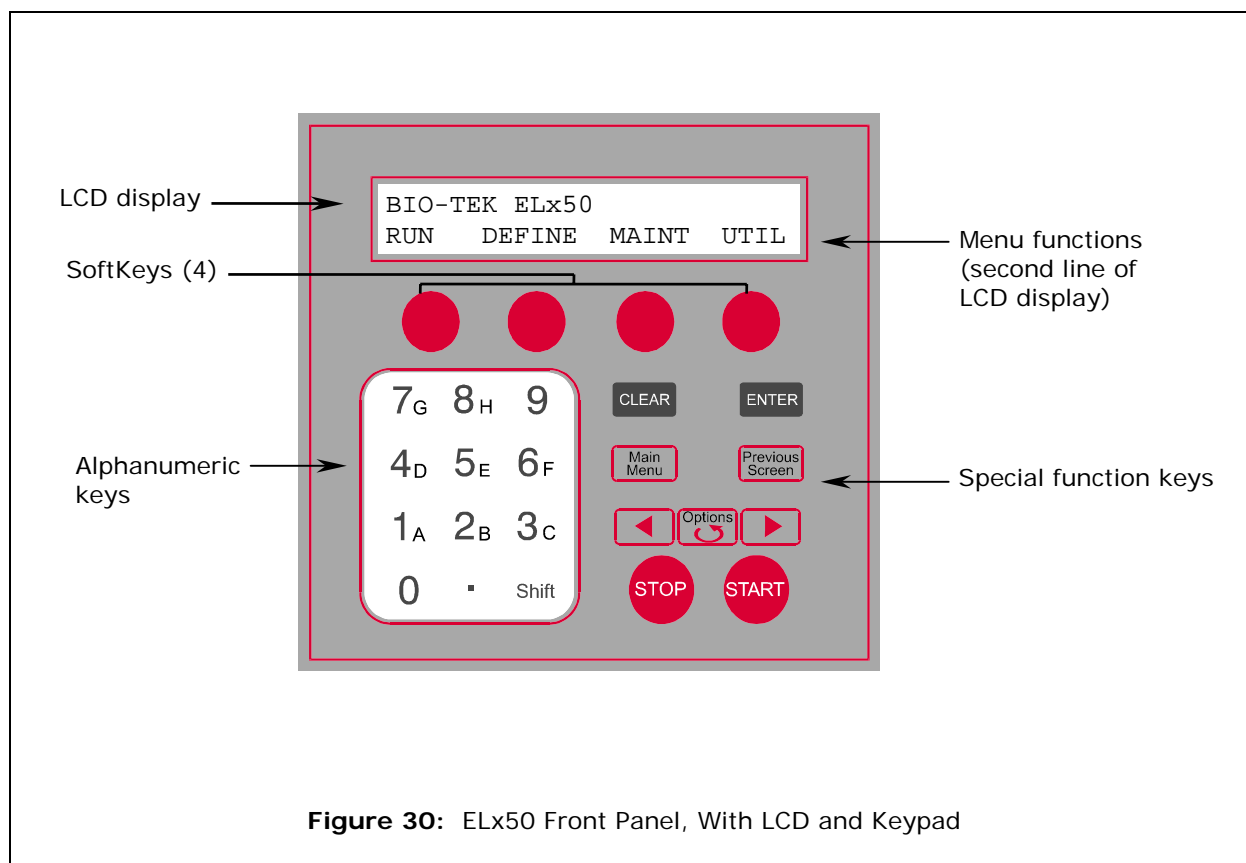 LCD display
BIO-TEK ELx50
RUN DEFINE MAINT UTIL
SoftKeys (4)
Menu functions
(second line of
LCD display)
7G 8H 9
CLEAR
ENTER
4D 5E 6F
Main
Menu
Previous
Screen
Alphanumeric
keys
Special function keys
1A 2B 3C
Options
0 . Shift
STOP
START
Figure 30: ELx50 Front Panel, With LCD and Keypad